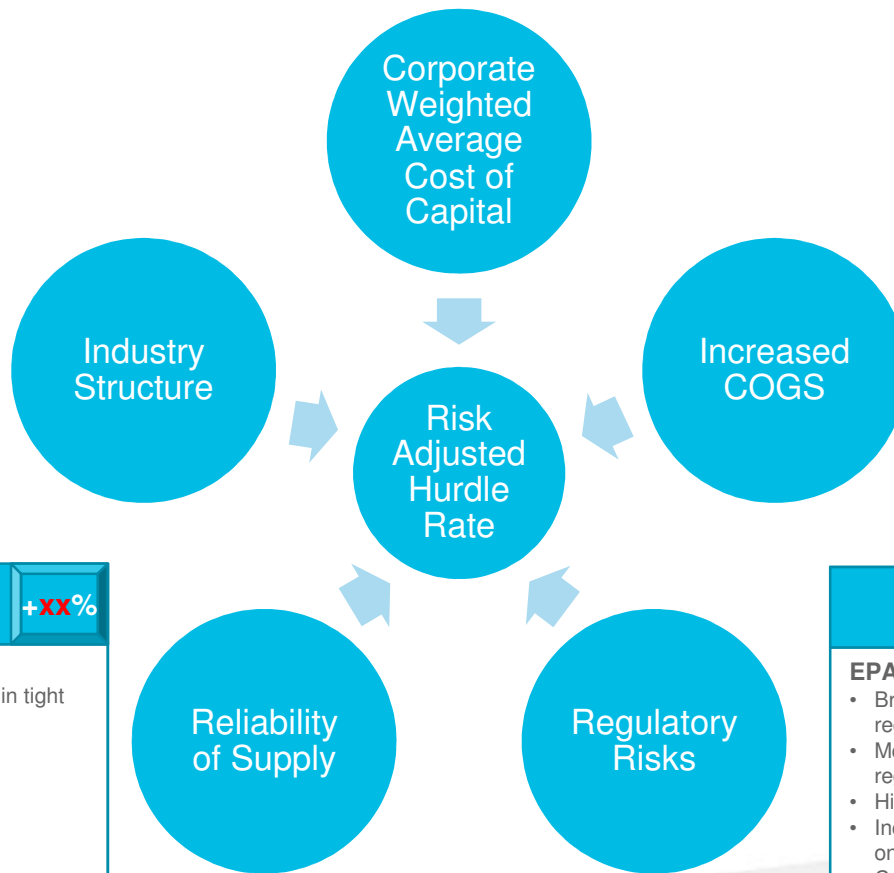 Corporate
Weighted
Average
Cost of
Capital
Industry
Structure
Increased
COGS
Risk
Adjusted
Hurdle
Rate
+xx%
in tight
Reliability
of Supply
Regulatory
Risks
EPA
•
•
•
•